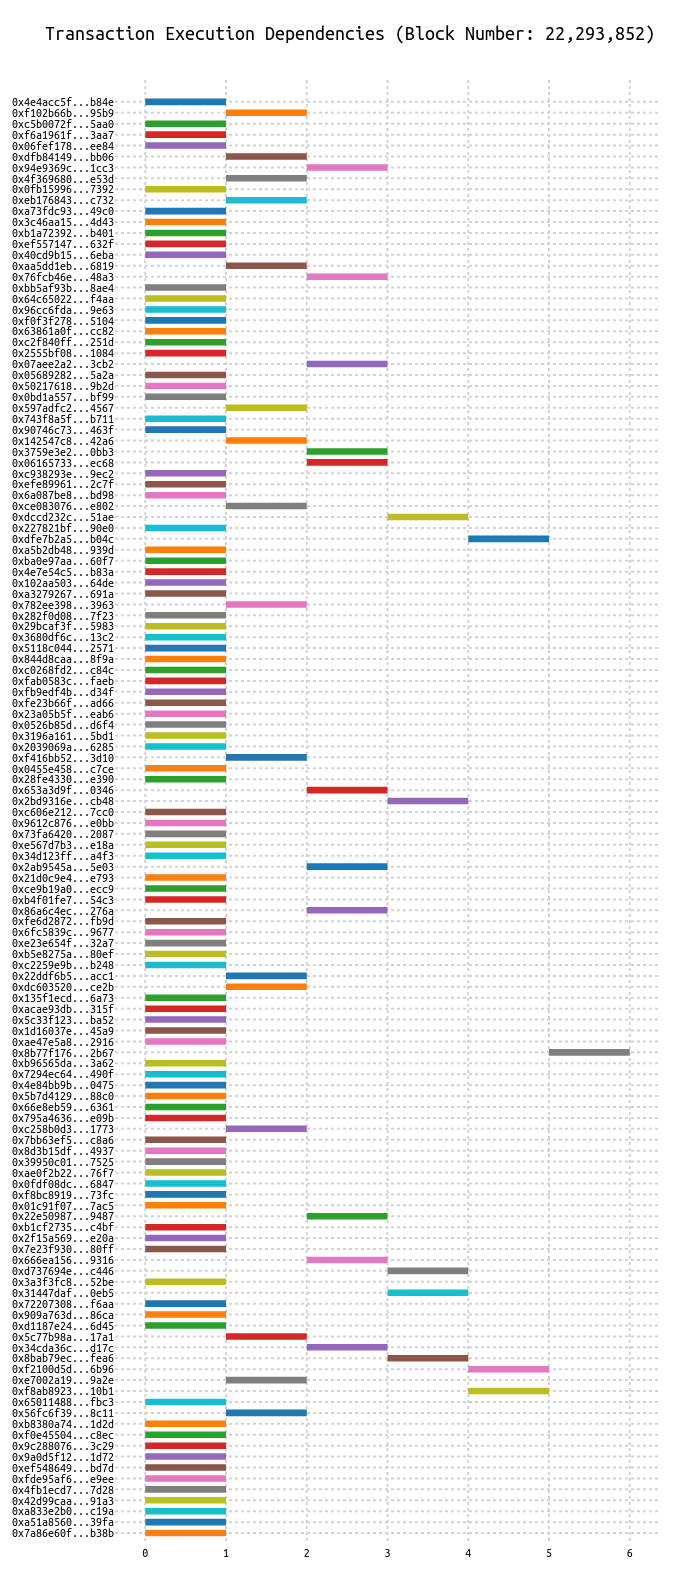 Transaction Execution Dependencies (Block Number: 22,293,852)
0x4e4acc5f...b84e
0xf102b66b...95b9
0xc5b0072f...5aa0
0xf6a1961f...3aa7
0x06fef178...ee84
0xdfb84149...bb06
0x94e9369c...1cc3
0x4f369680...e53d
0x0fb15996...7392
0xeb176843...c732
0xa73fdc93...49c0
0x3c46aa15...4d43
0xb1a72392...b401
0xef557147...632f
0x40cd9b15...6eba
0xaa5dd1eb...6819
0x76fcb46e...48a3
0xbb5af93b...8ae4
0x64c65022...f4aa
0x96cc6fda...9e63
0xf0f3f278...5104
0x63861a0f...cc82
0xc2f840ff...251d
0x2555bf08...1084
0x07aee2a2...3cb2
0x05689282...5a2a
0x50217618...9b2d
0x0bd1a557...bf99
0x597adfc2...4567
0x743f8a5f...b711
0x90746c73...463f
0x142547c8...42a6
0x3759e3e2...0bb3
0x06165733...ec68
0xc938293e...9ec2
0xefe89961...2c7f
0x6a087be8...bd98
0xce083076...e802
0xdccd232c...51ae
0x227821bf...90e0
0xdfe7b2a5...b04c
0xa5b2db48...939d
0xba0e97aa...60f7
0x4e7e54c5...b83a
0x102aa503...64de
0xa3279267...691a
0x782ee398...3963
0x282f0d08...7f23
0x29bcaf3f...5983
0x3680df6c...13c2
0x5118c044...2571
0x844d8caa...8f9a
0xc0268fd2...c84c
0xfab0583c...faeb
0xfb9edf4b...d34f
0xfe23b66f...ad66
0x23a05b5f...eab6
0x0526b85d...d6f4
0x3196a161...5bd1
0x2039069a...6285
0xf416bb52...3d10
0x0455e458...c7ce
0x28fe4330...e390
0x653a3d9f...0346
0x2bd9316e...cb48
0xc606e212...7cc0
0x9612c876...e0bb
0x73fa6420...2087
0xe567d7b3...e18a
0x34d123ff...a4f3
0x2ab9545a...5e03
0x21d0c9e4...e793
0xce9b19a0...ecc9
0xb4f01fe7...54c3
0x86a6c4ec...276a
0xfe6d2872...fb9d
0x6fc5839c...9677
0xe23e654f...32a7
0xb5e8275a...80ef
0xc2259e9b...b248
0x22ddf6b5...acc1
0xdc603520...ce2b
0x135f1ecd...6a73
0xacae93db...315f
0x5c33f123...ba52
0x1d16037e...45a9
0xae47e5a8...2916
0x8b77f176...2b67
0xb96565da...3a62
0x7294ec64...490f
0x4e84bb9b...0475
0x5b7d4129...88c0
0x66e8eb59...6361
0x795a4636...e09b
0xc258b0d3...1773
0x7bb63ef5...c8a6
0x8d3b15df...4937
0x39950c01...7525
0xae0f2b22...76f7
0x0fdf08dc...6847
0xf8bc8919...73fc
0x01c91f07...7ac5
0x22e50987...9487
0xb1cf2735...c4bf
0x2f15a569...e20a
0x7e23f930...80ff
0x666ea156...9316
0xd737694e...c446
0x3a3f3fc8...52be
0x31447daf...0eb5
0x72207308...f6aa
0x909a763d...86ca
0xd1187e24...6d45
0x5c77b98a...17a1
0x34cda36c...d17c
0x8bab79ec...fea6
0xf2100d5d...6b96
0xe7002a19...9a2e
0xf8ab8923...10b1
0x65011488...fbc3
0x56fc6f39...8c11
0xb8380a74...1d2d
0xf0e45504...c8ec
0x9c288076...3c29
0x9a0d5f12...1d72
0xef548649...bd7d
0xfde95af6...e9ee
0x4fb1ecd7...7d28
0x42d99caa...91a3
0xa833e2b0...c19a
0xa51a8560...39fa
0x7a86e60f...b38b
0 1 2 3 4 5 6